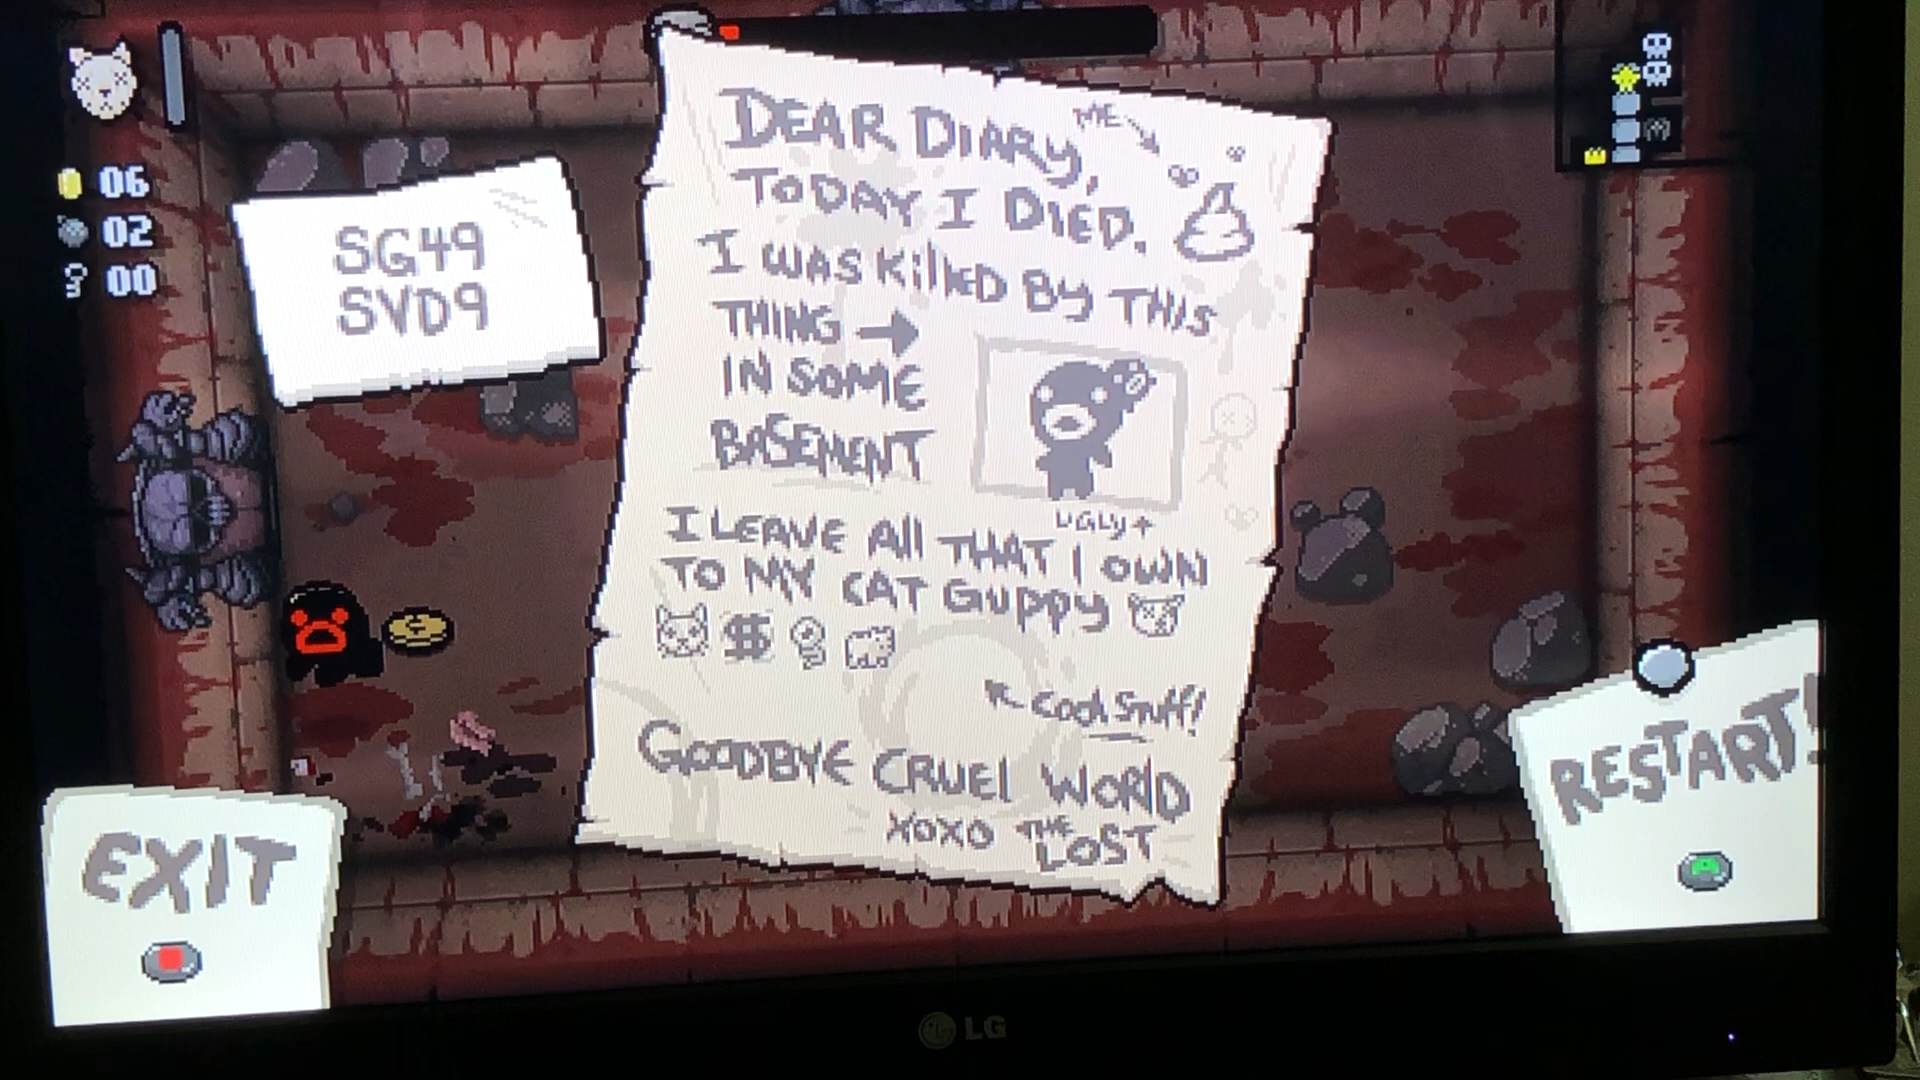 06
02
00
SG49
SVD9
DEAR DIARY,
ME
TODAY I DIED.
I WAS KillED BY THIS
THING
IN SOME
BASEMENT
UGLY
I LEAVE All THAT I OWN
TO MY CAT GUPPY
$
COOl STUFF!
GOODBYE CRUEl WORlD
XOXO THE LOST
EXIT
RESTART!
LG